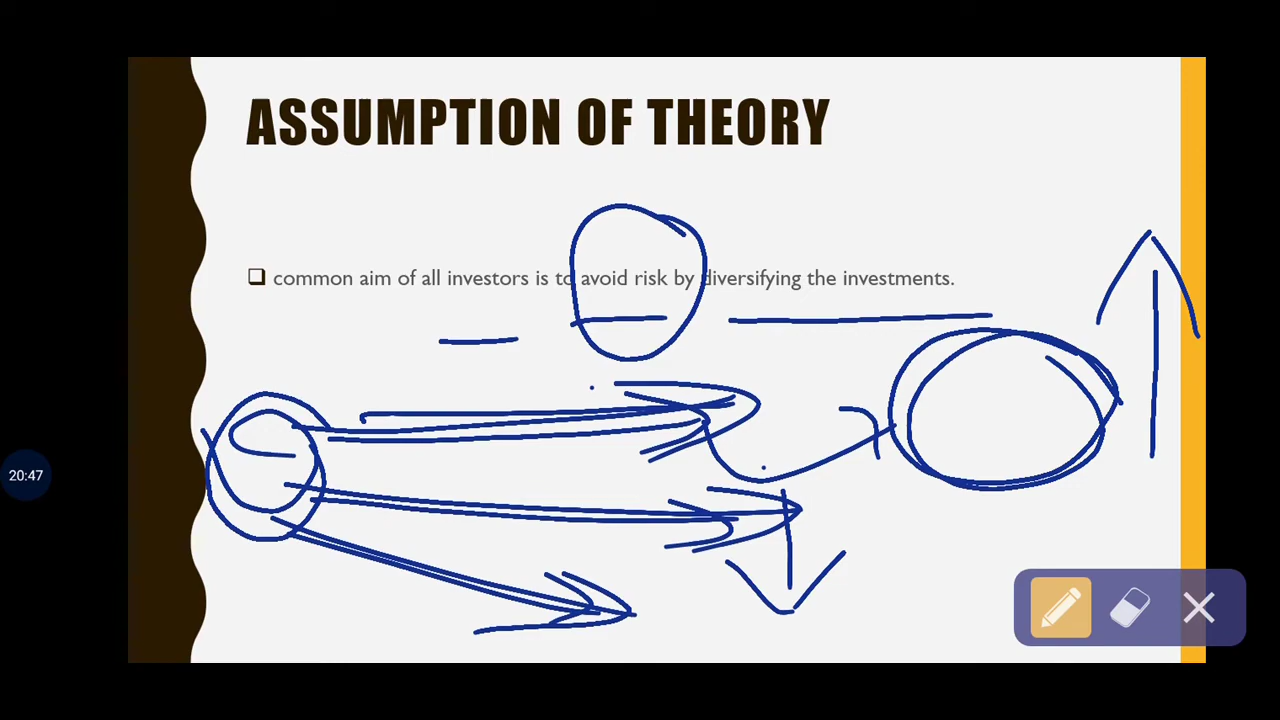 ASSUMPTION OF THEORY
common aim of all investors is to avoid risk by diversifying the investments.
20:47